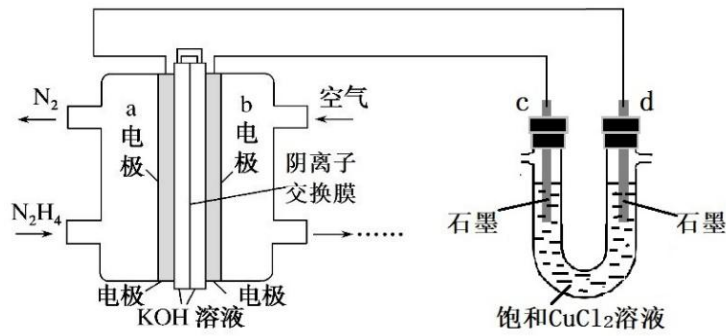 N₂
N₂H₄
a
电
极
b
电
极
空气
阴离子
交换膜
……
电极
电极
KOH 溶液
c
d
石墨
石墨
饱和CuCl₂溶液